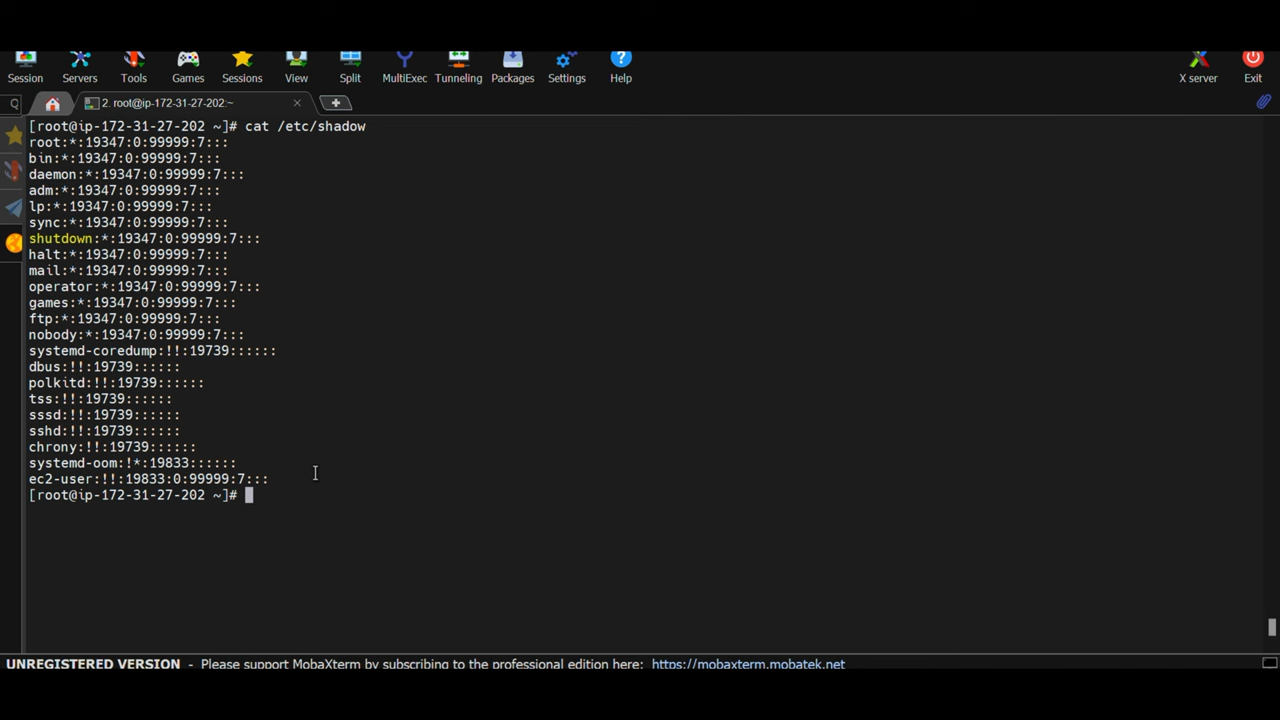 Session Servers Tools Games Sessions View Split MultiExec Tunneling Packages Settings Help X server Exit
2. root@ip-172-31-27-202:~
[root@ip-172-31-27-202 ~]# cat /etc/shadow
root:*:19347:0:99999:7:::
bin:*:19347:0:99999:7:::
daemon:*:19347:0:99999:7:::
adm:*:19347:0:99999:7:::
lp:*:19347:0:99999:7:::
sync:*:19347:0:99999:7:::
shutdown:*:19347:0:99999:7:::
halt:*:19347:0:99999:7:::
mail:*:19347:0:99999:7:::
operator:*:19347:0:99999:7:::
games:*:19347:0:99999:7:::
ftp:*:19347:0:99999:7:::
nobody:*:19347:0:99999:7:::
systemd-coredump:!!:19739::::::
dbus:!!:19739::::::
polkitd:!!:19739::::::
tss:!!:19739::::::
sssd:!!:19739::::::
sshd:!!:19739::::::
chrony:!!:19739::::::
systemd-oom:!*:19833::::::
ec2-user:!!:19833:0:99999:7:::
[root@ip-172-31-27-202 ~]#
UNREGISTERED VERSION - Please support MobaXterm by subscribing to the professional edition here: https://mobaxterm.mobatek.net